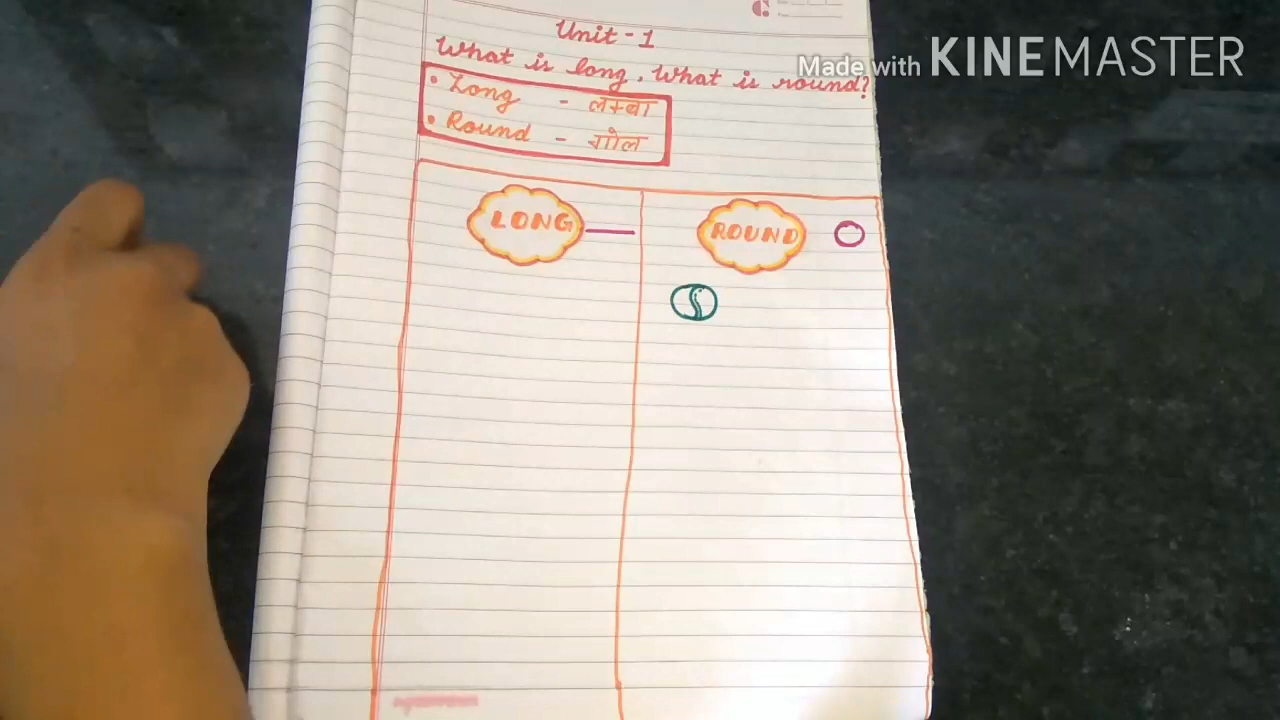 Unit - 1
What is long. What is round?
• Long - लम्बा
• Round - गोल
LONG
ROUND
Made with KINEMASTER